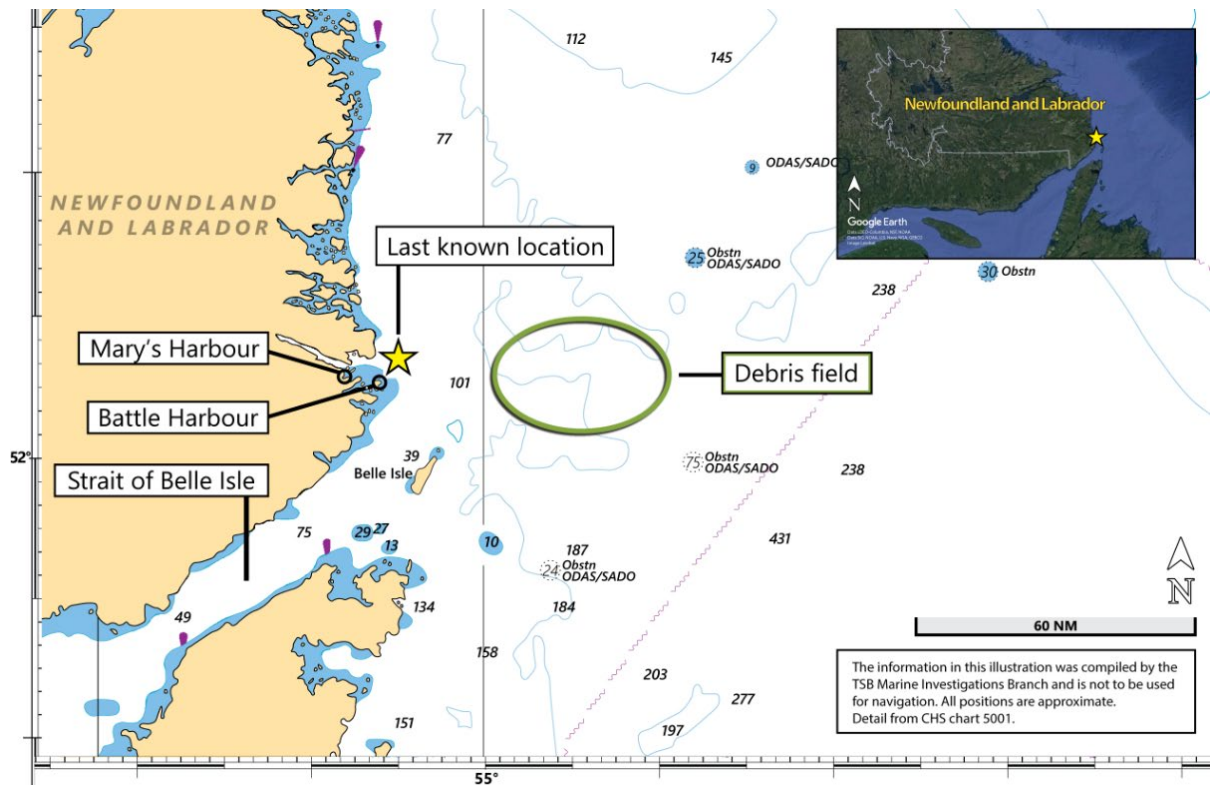 112
145
77
9
ODAS/SADO
Newfoundland and Labrador
N
Google Earth
NEWFOUNDLAND
AND LABRADOR
Last known location
25
Obstn
ODAS/SADO
30
Obstn
238
Mary's Harbour
101
Debris field
Battle Harbour
52°
39
Belle Isle
75
Obstn
ODAS/SADO
238
Strait of Belle Isle
75
29
27
13
10
187
24
Obstn
ODAS/SADO
431
N
134
184
49
60 NM
158
203
277
The information in this illustration was compiled by the
TSB Marine Investigations Branch and is not to be used
for navigation. All positions are approximate.
Detail from CHS chart 5001.
151
197
55°